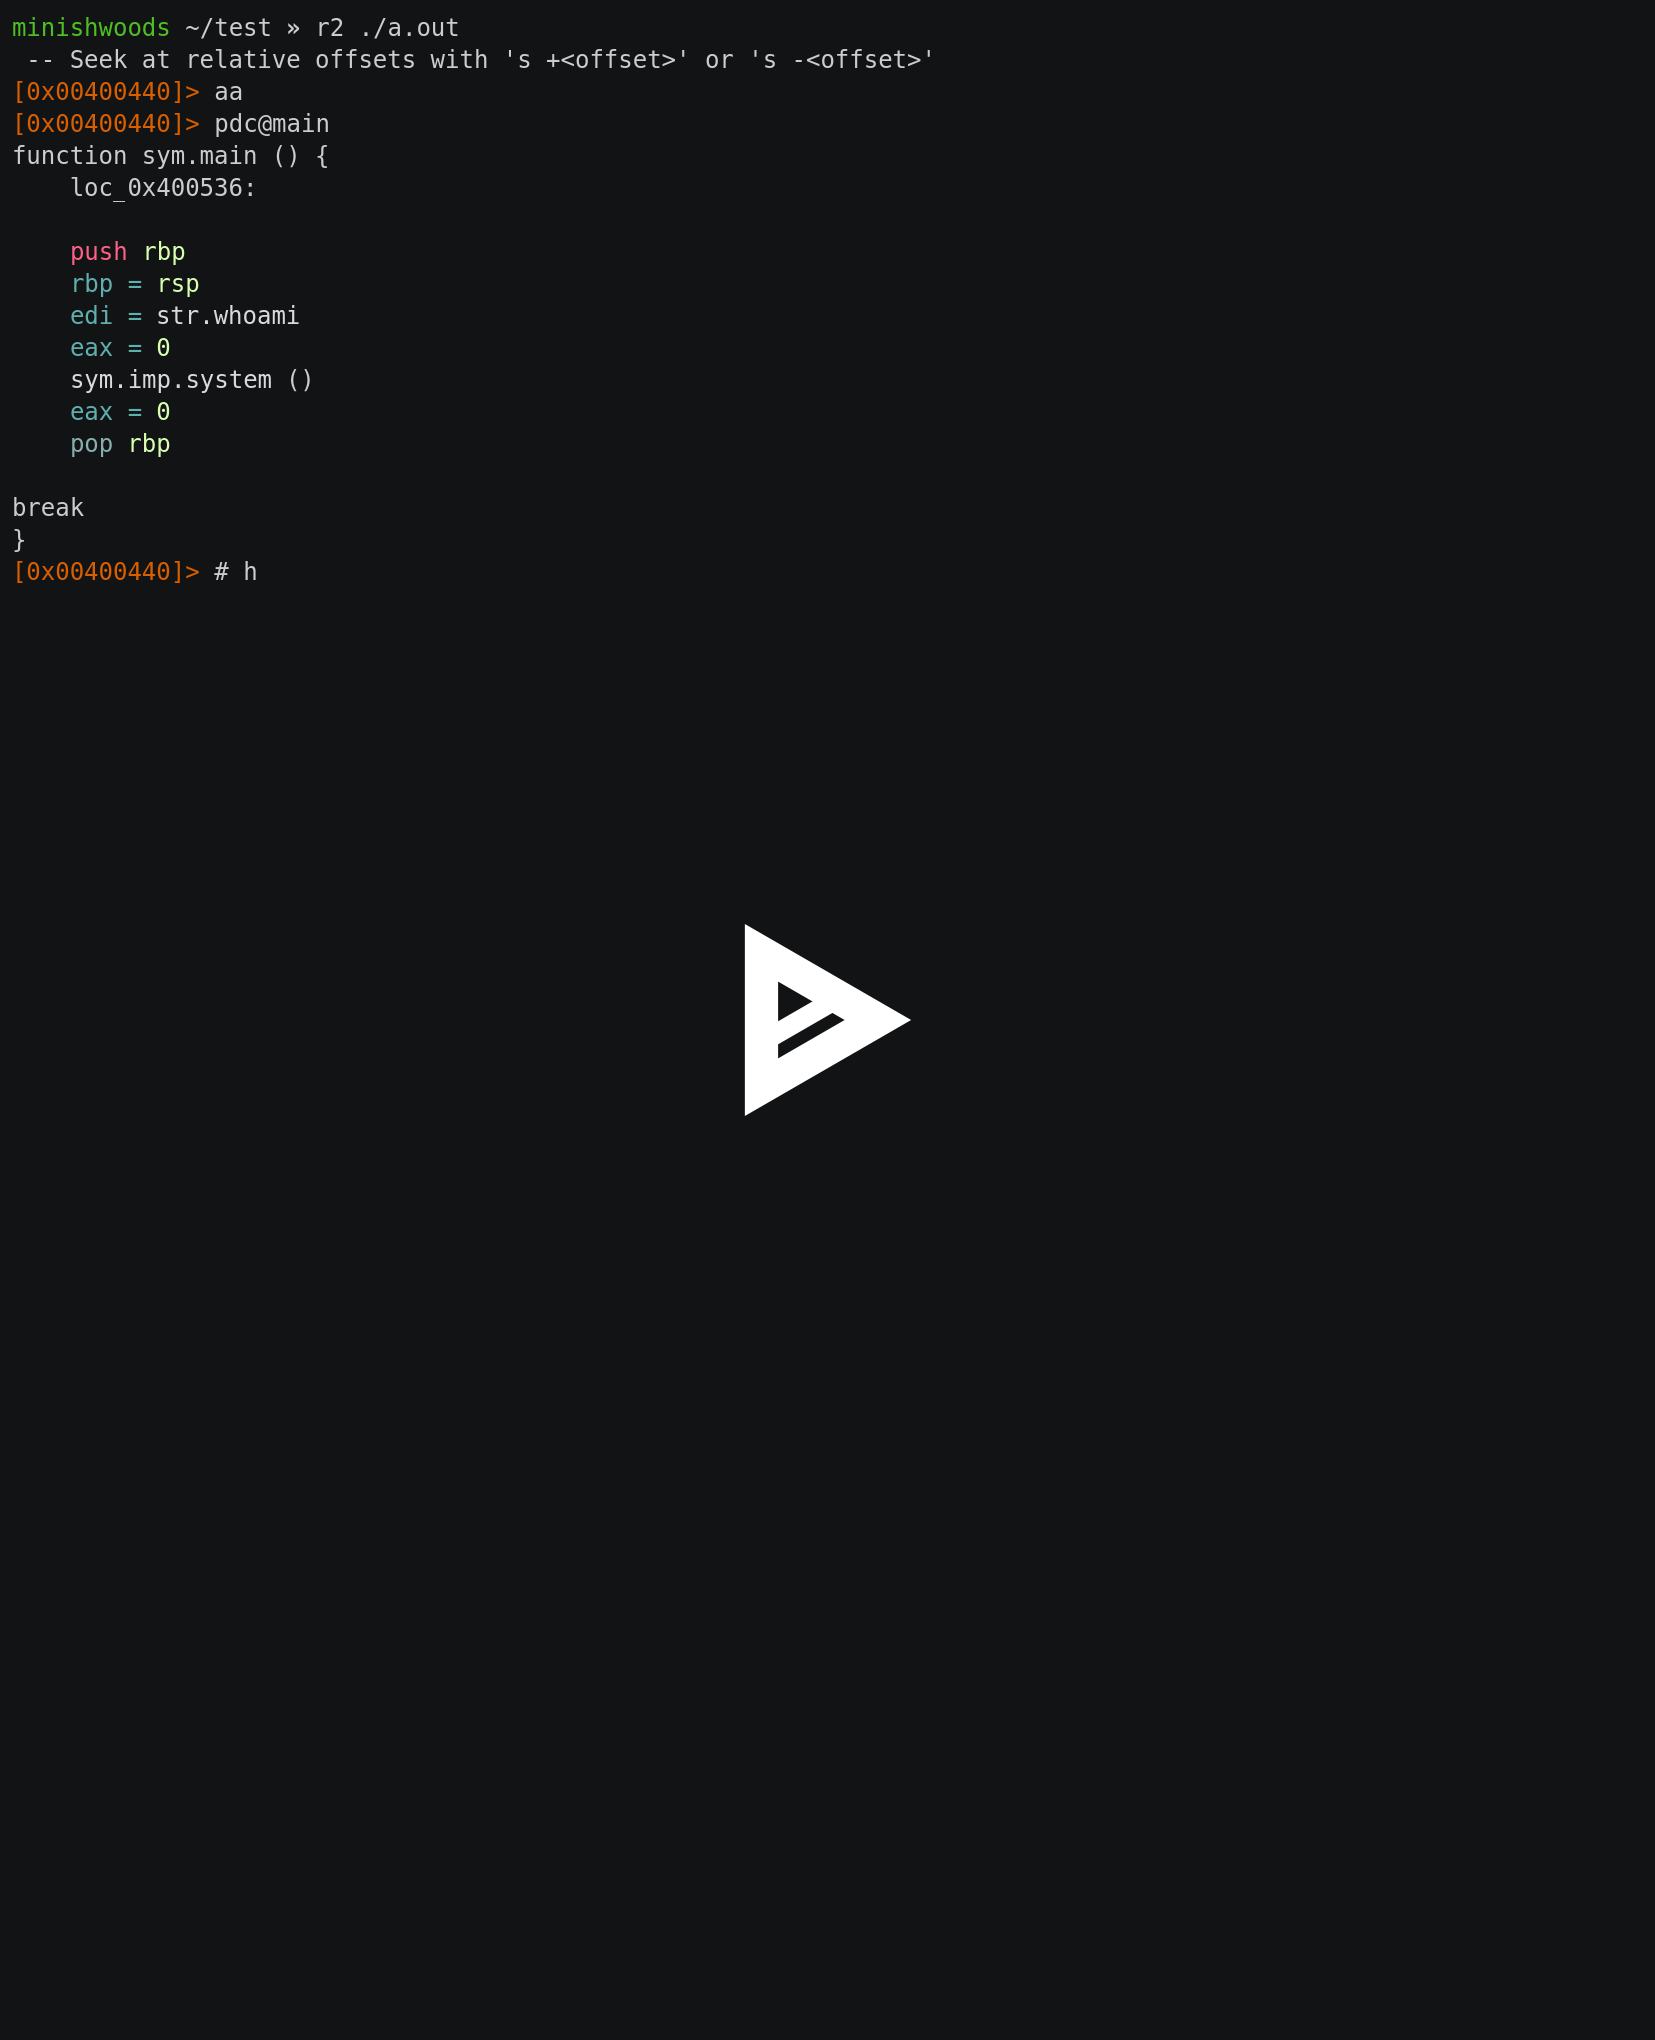 minishwoods ~/test » r2 ./a.out
 -- Seek at relative offsets with 's +<offset>' or 's -<offset>'
[0x00400440]> aa
[0x00400440]> pdc@main
function sym.main () {
    loc_0x400536:

    push rbp
    rbp = rsp
    edi = str.whoami
    eax = 0
    sym.imp.system ()
    eax = 0
    pop rbp

break
}
[0x00400440]> # h